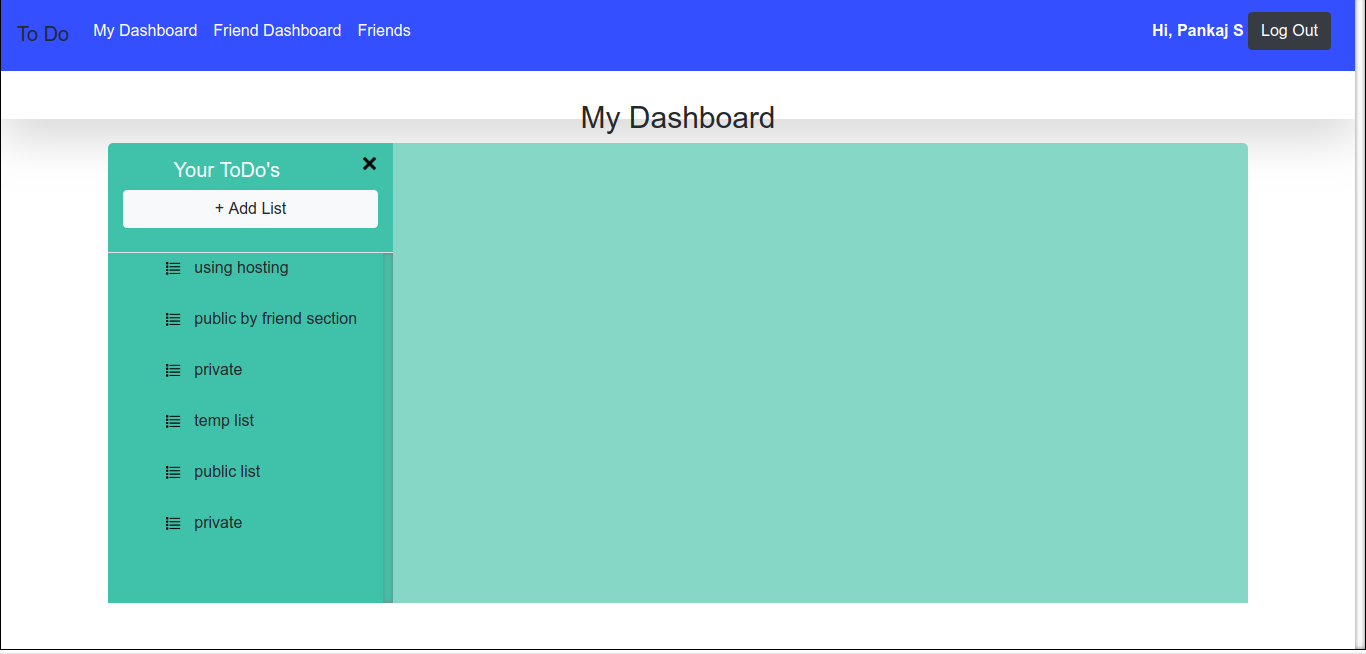 To Do My Dashboard Friend Dashboard Friends Hi, Pankaj S Log Out
My Dashboard
Your ToDo's
+ Add List
using hosting
public by friend section
private
temp list
public list
private